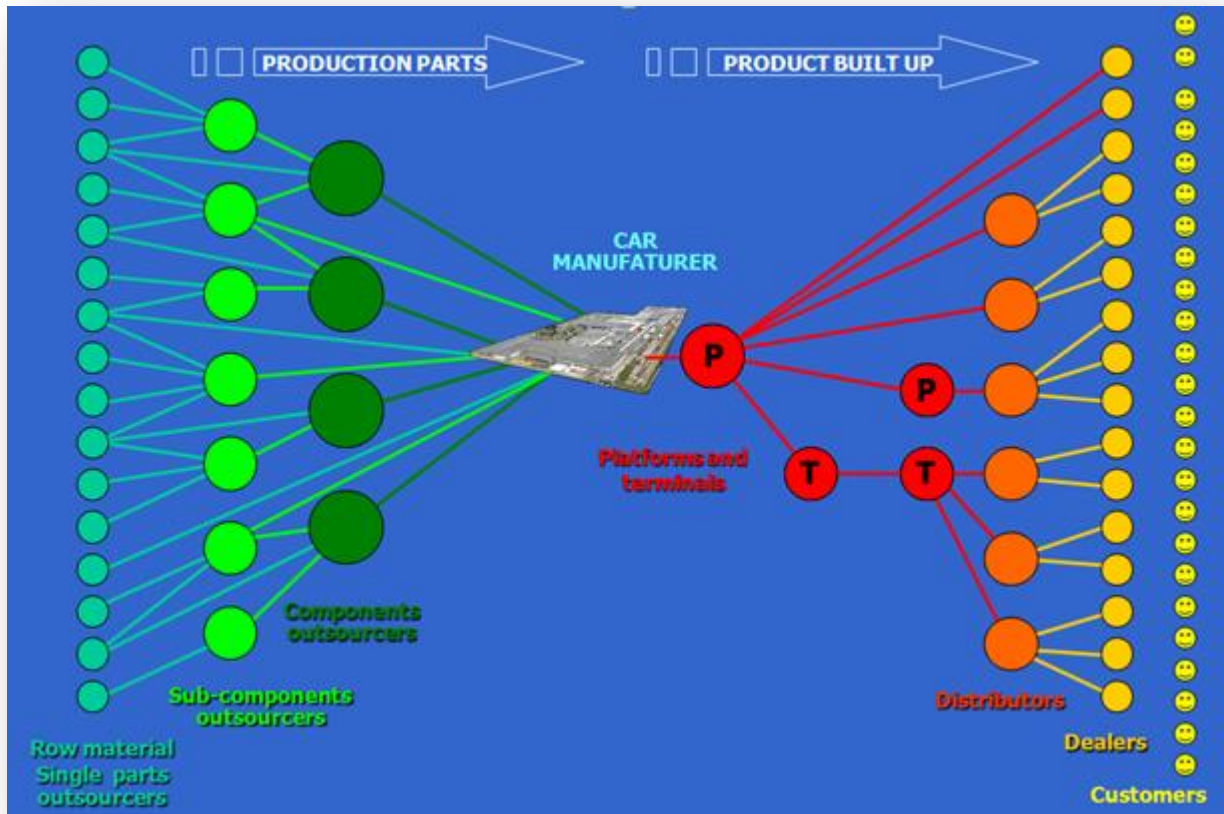 PRODUCTION PARTS
PRODUCT BUILT UP
CAR
MANUFATURER
P
P
T
T
Platforms and
terminals
Components
outsourcers
Sub-components
outsourcers
Distributors
Row material
Single parts
outsourcers
Dealers
Customers